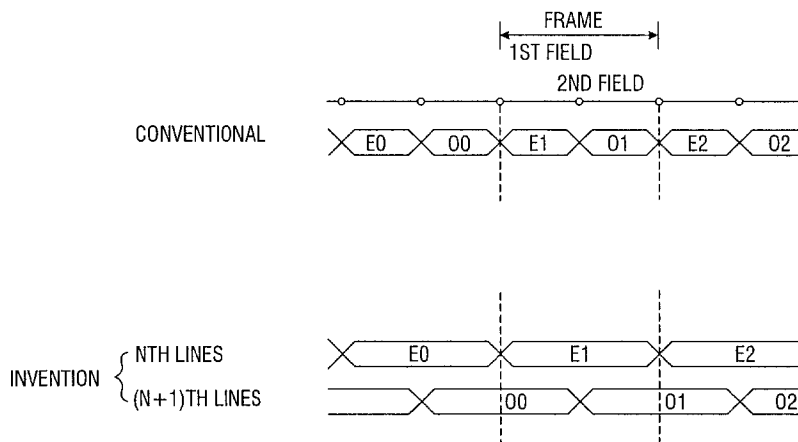 FRAME
1ST FIELD
2ND FIELD
CONVENTIONAL E0 O0 E1 O1 E2 O2
NTH LINES E0 E1 E2
INVENTION
(N+1)TH LINES O0 O1 O2